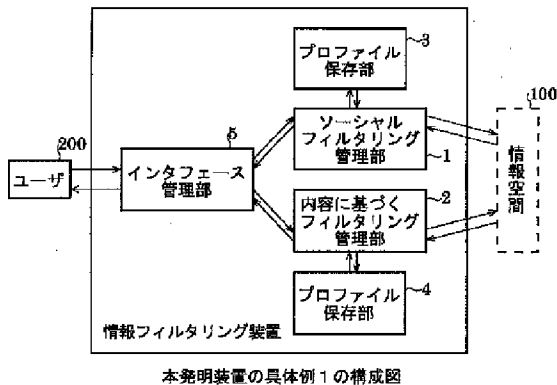 プロファイル
保存部
3
ソーシャル
フィルタリング
管理部
1
100
情報空間
200
ユーザ
5
インタフェース
管理部
内容に基づく
フィルタリング
管理部
2
プロファイル
保存部
4
情報フィルタリング装置
本発明装置の具体例1の構成図